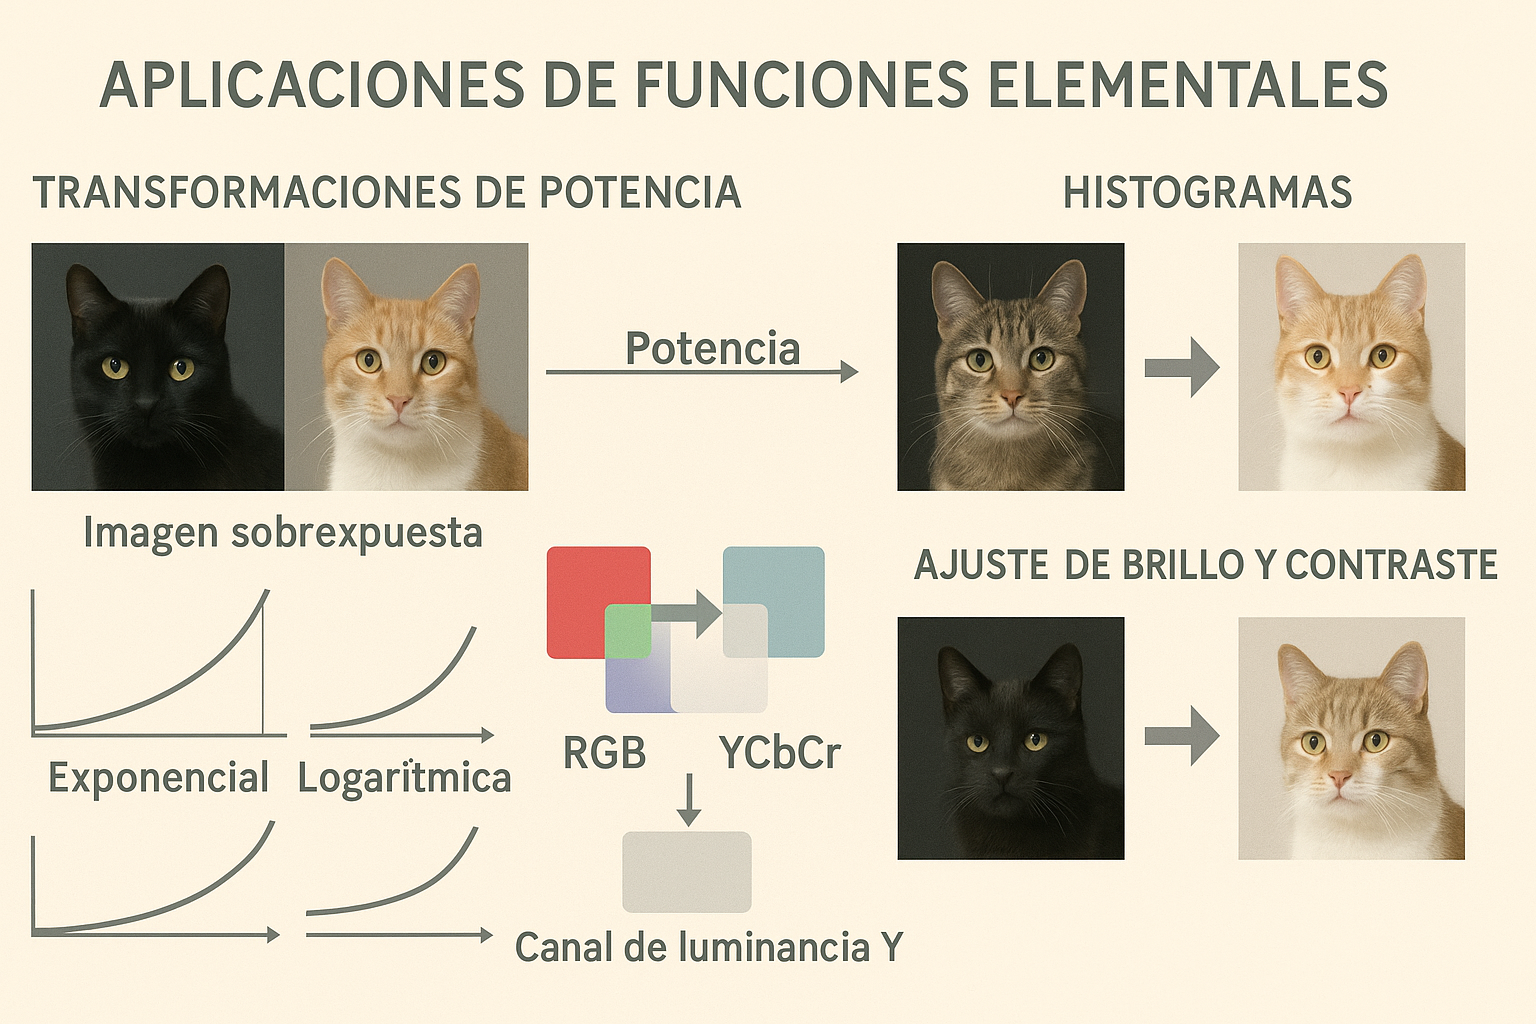 APLICACIONES DE FUNCIONES ELEMENTALES
TRANSFORMACIONES DE POTENCIA
HISTOGRAMAS
Potencia
Imagen sobrexpuesta
AJUSTE DE BRILLO Y CONTRASTE
RGB
YCbCr
Exponencial
Logaritmica
Canal de luminancia Y